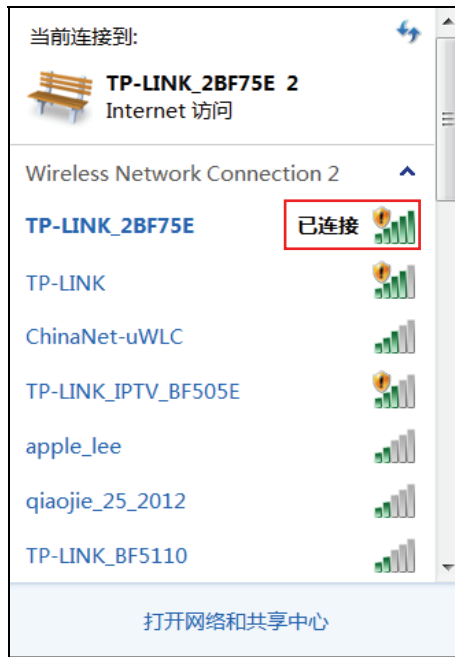 当前连接到:
TP-LINK_2BF75E 2
Internet 访问
Wireless Network Connection 2
TP-LINK_2BF75E 已连接
TP-LINK
ChinaNet-uWLC
TP-LINK_IPTV_BF505E
apple_lee
qiaojie_25_2012
TP-LINK_BF5110
打开网络和共享中心